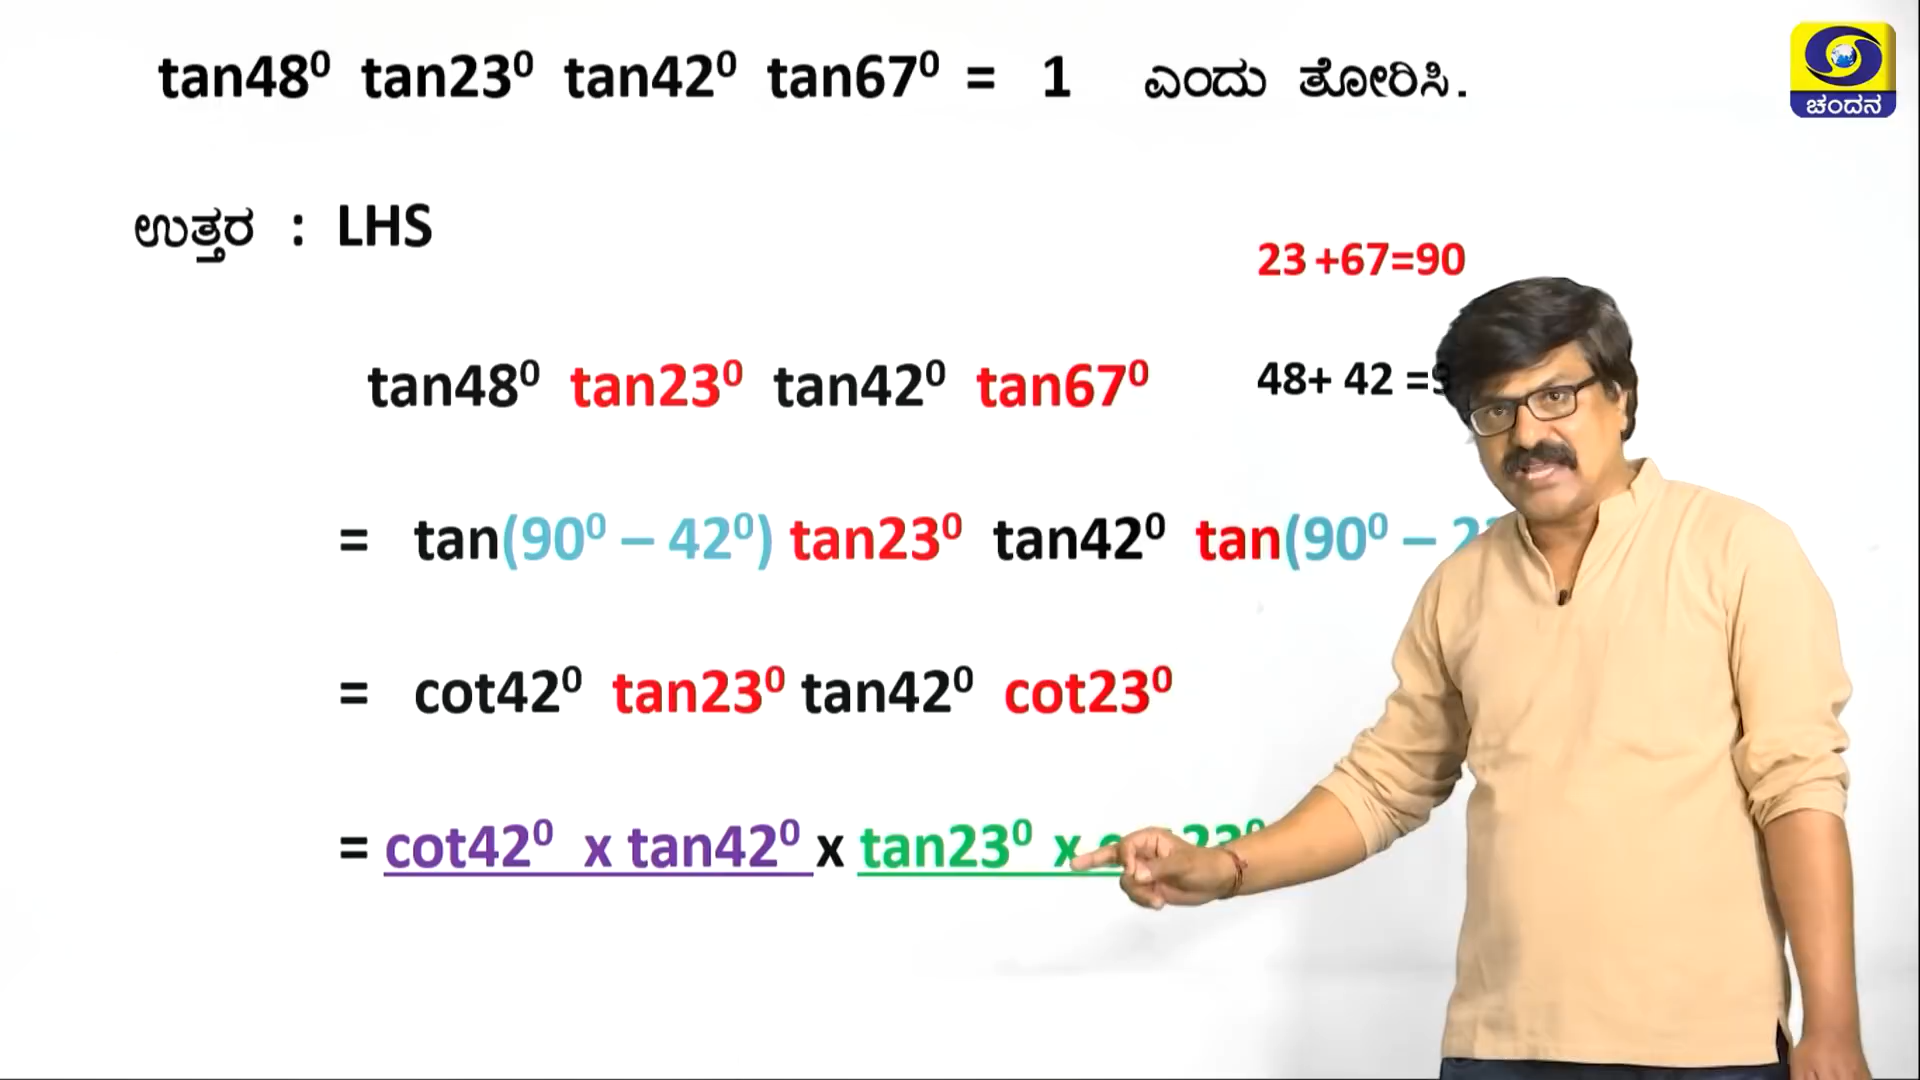 tan48⁰ tan23⁰ tan42⁰ tan67⁰ = 1 ಎಂದು ತೋರಿಸಿ.
ಚಂದನ
ಉತ್ತರ : LHS
23 +67=90
tan48⁰ tan23⁰ tan42⁰ tan67⁰
48+ 42 =
= tan(90⁰ – 42⁰) tan23⁰ tan42⁰ tan(90⁰ –
= cot42⁰ tan23⁰ tan42⁰ cot23⁰
= cot42⁰ x tan42⁰ x tan23⁰ x